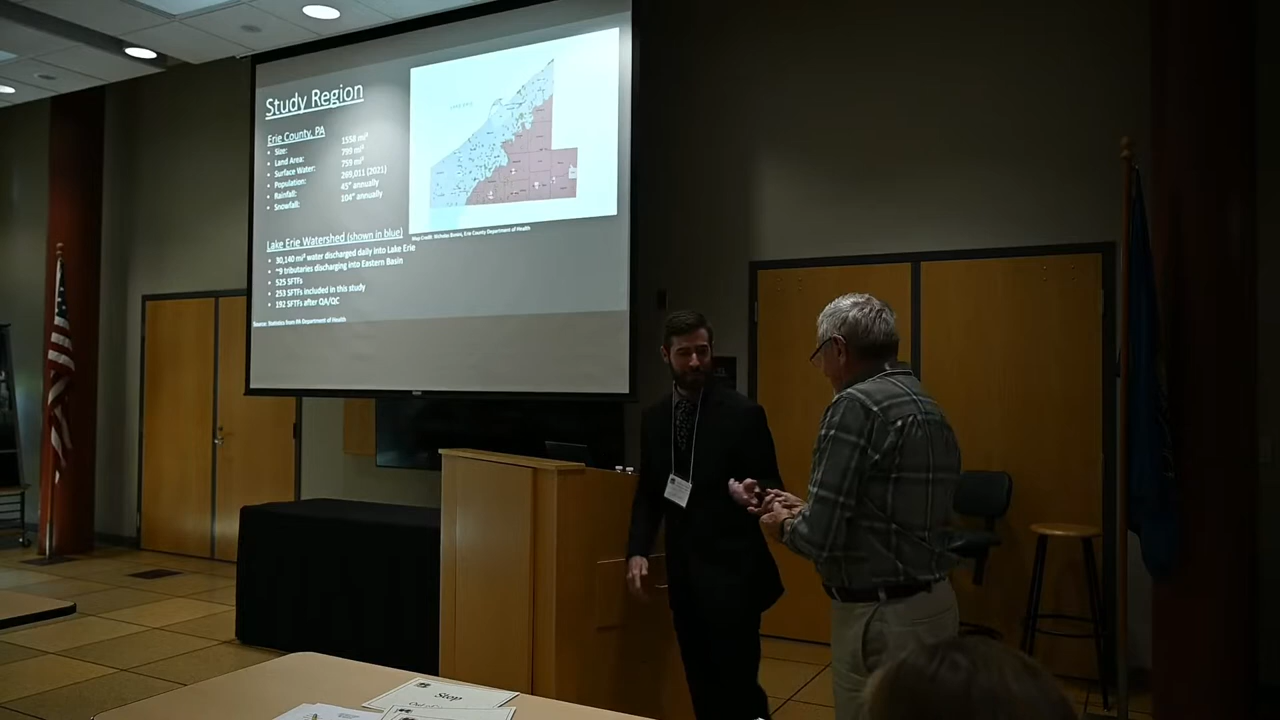 Study Region
Erie County, PA
• Size: 1558 mi²
• Land Area: 799 mi²
• Surface Water: 759 mi²
• Population: 269,011 (2021)
• Rainfall: 45" annually
• Snowfall: 104" annually
Map Credit: Nicholas Bowes, Erie County Department of Health
Lake Erie Watershed (shown in blue)
• 30,140 mi² water discharged daily into Lake Erie
• ~9 tributaries discharging into Eastern Basin
• 525 SFTFs
• 253 SFTFs included in this study
• 192 SFTFs after QA/QC
Source: Statistics from PA Department of Health
Stop